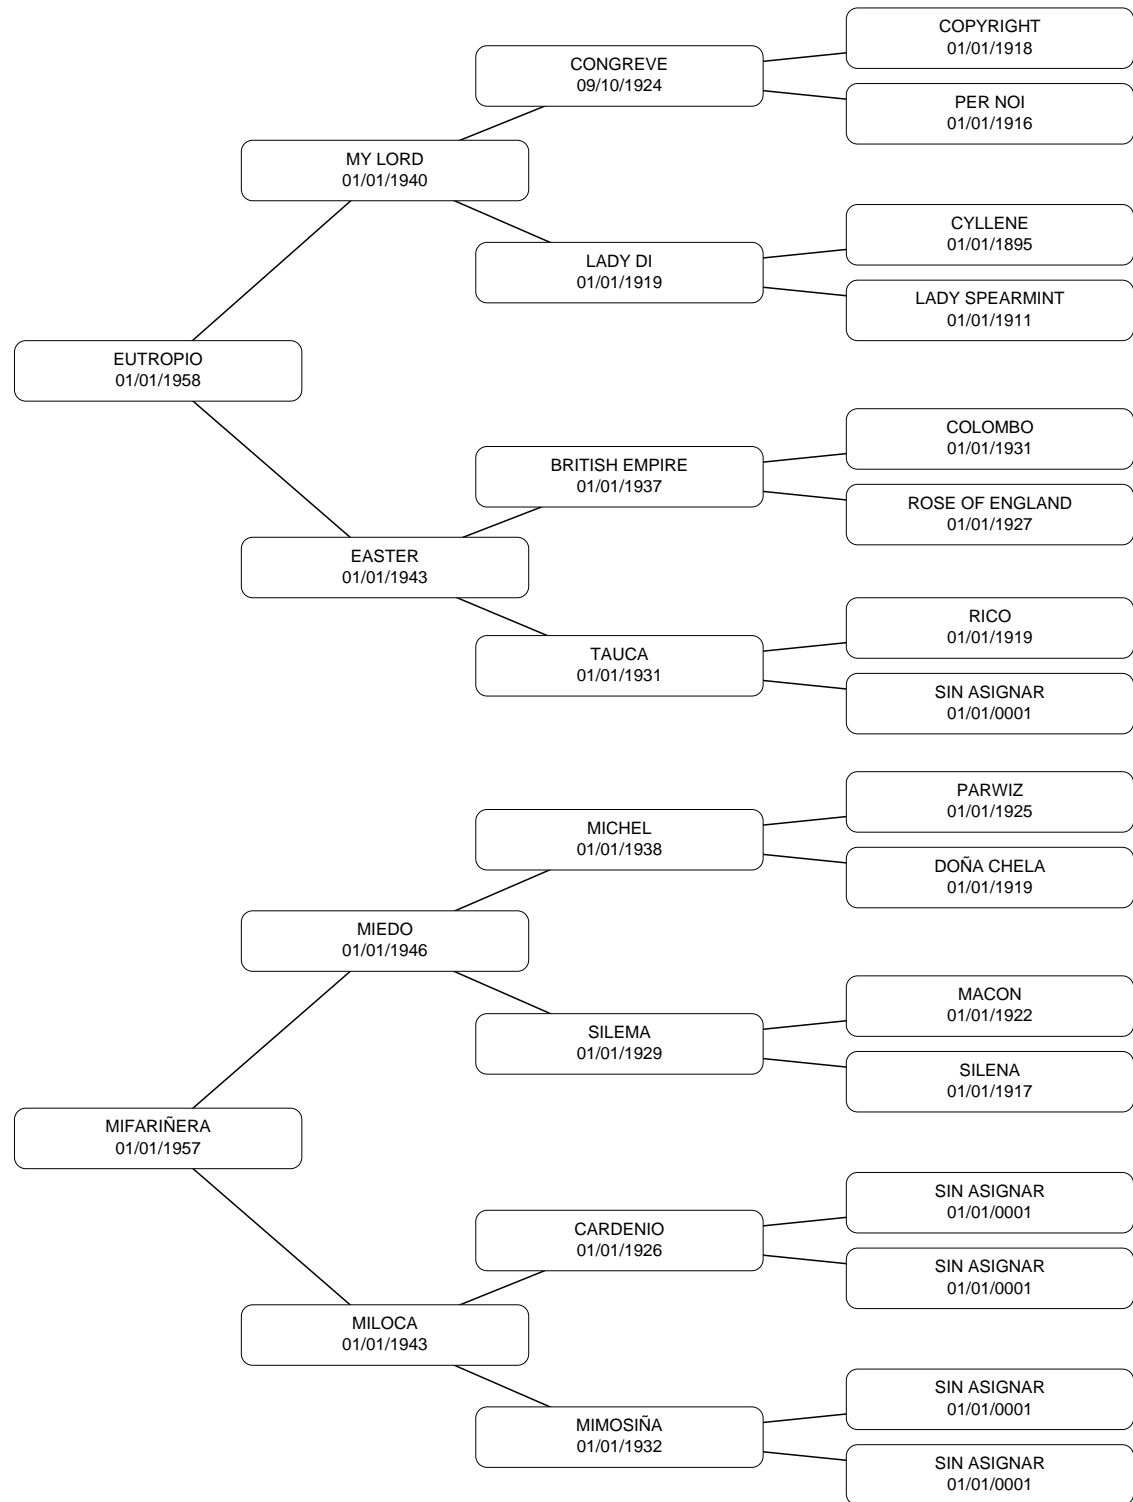 COPYRIGHT
01/01/1918
CONGREVE
09/10/1924
PER NOI
01/01/1916
MY LORD
01/01/1940
CYLLENE
01/01/1895
LADY DI
01/01/1919
LADY SPEARMINT
01/01/1911
EUTROPIO
01/01/1958
COLOMBO
01/01/1931
BRITISH EMPIRE
01/01/1937
ROSE OF ENGLAND
01/01/1927
EASTER
01/01/1943
RICO
01/01/1919
TAUCA
01/01/1931
SIN ASIGNAR
01/01/0001
PARWIZ
01/01/1925
MICHEL
01/01/1938
DOÑA CHELA
01/01/1919
MIEDO
01/01/1946
MACON
01/01/1922
SILEMA
01/01/1929
SILENA
01/01/1917
MIFARIÑERA
01/01/1957
SIN ASIGNAR
01/01/0001
CARDENIO
01/01/1926
SIN ASIGNAR
01/01/0001
MILOCA
01/01/1943
SIN ASIGNAR
01/01/0001
MIMOSIÑA
01/01/1932
SIN ASIGNAR
01/01/0001